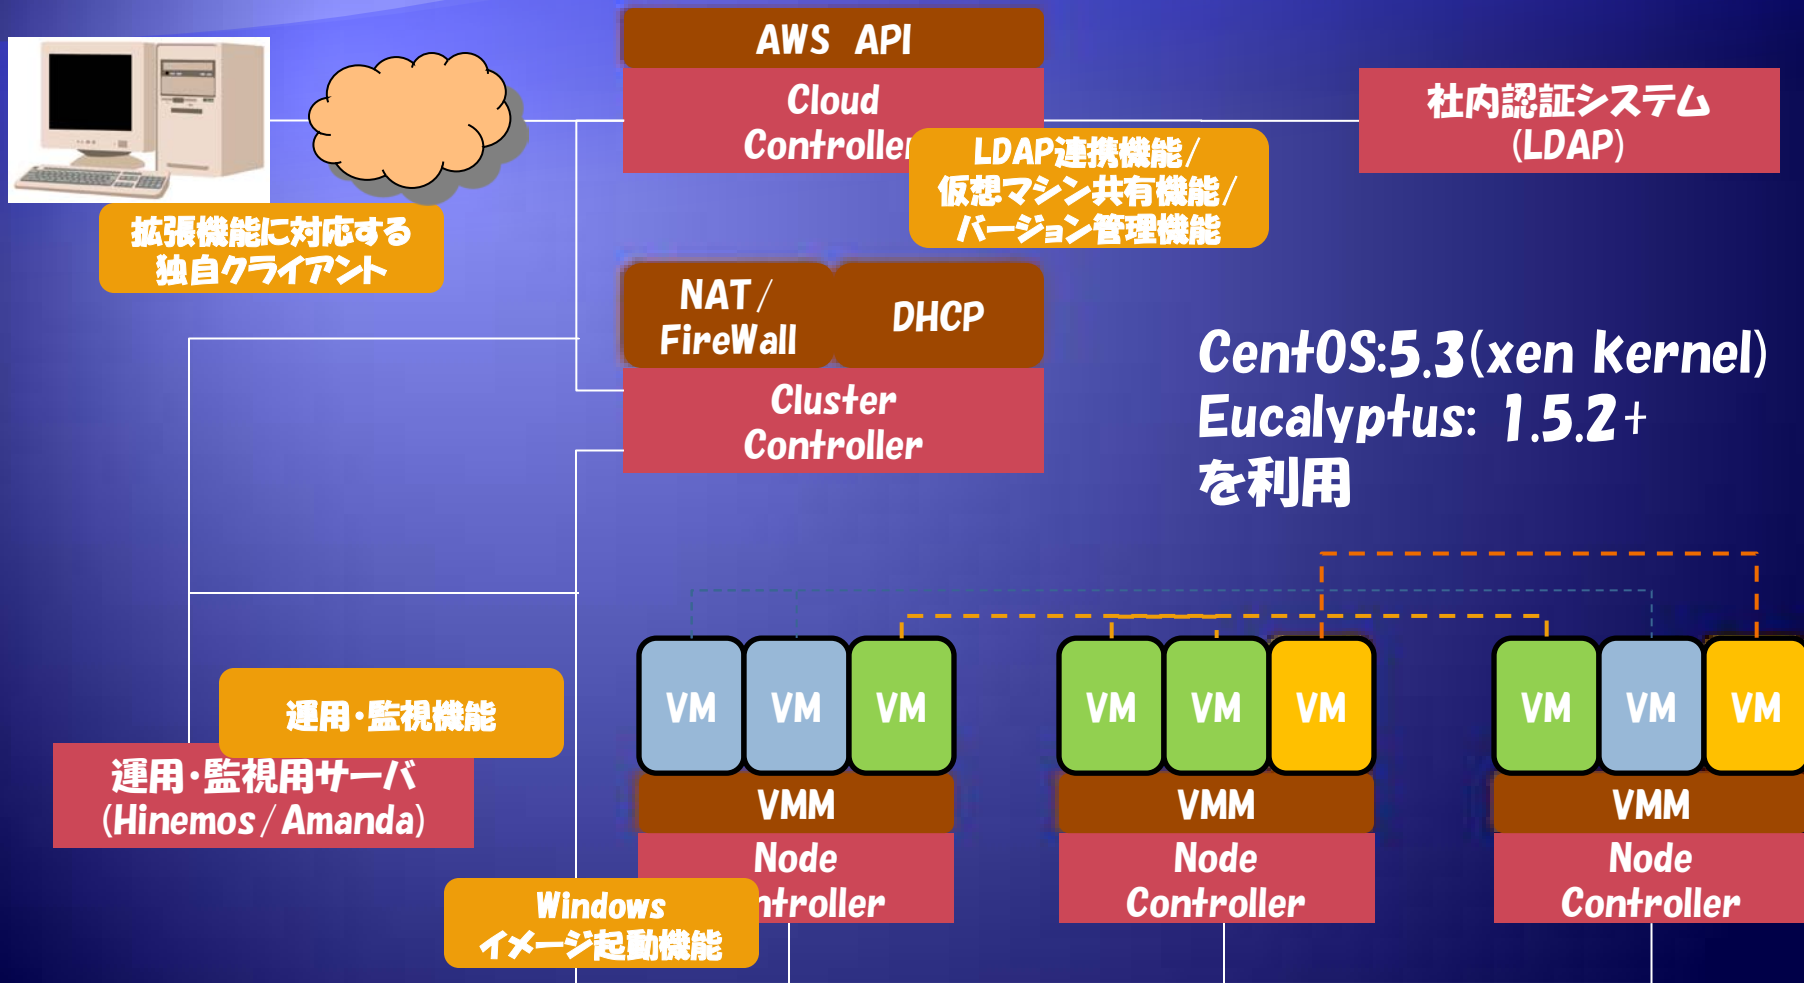 AWS API
Cloud
Controller
社内認証システム
(LDAP)
LDAP連携機能/
仮想マシン共有機能/
バージョン管理機能
拡張機能に対応する
独自クライアント
NAT/
FireWall
DHCP
Cluster
Controller
CentOS:5.3(xen Kernel)
Eucalyptus: 1.5.2+
を利用
運用・監視機能
運用・監視用サーバ
(Hinemos/Amanda)
VM
VM
VM
VM
VM
VM
VM
VM
VM
VMM
VMM
VMM
Node
ntroller
Node
Controller
Node
Controller
Windows
イメージ起動機能